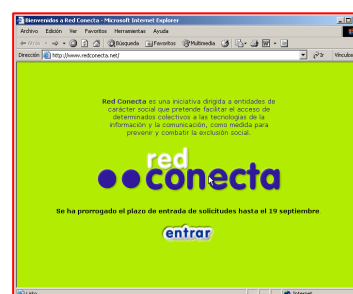 Bienvenidos a Red Conecta - Microsoft Internet Explorer
Archivo Edición Ver Favoritos Herramientas Ayuda
Atrás Búsqueda Favoritos Multimedia
Dirección http://www.redconecta.net/ Ir Vínculos
Red Conecta es una iniciativa dirigida a entidades de
carácter social que pretende facilitar el acceso de
determinados colectivos a las tecnologías de la
información y la comunicación, como medida para
prevenir y combatir la exclusión social.
red
conecta
Se ha prorrogado el plazo de entrada de solicitudes hasta el 19 septiembre
entrar
Listo Internet